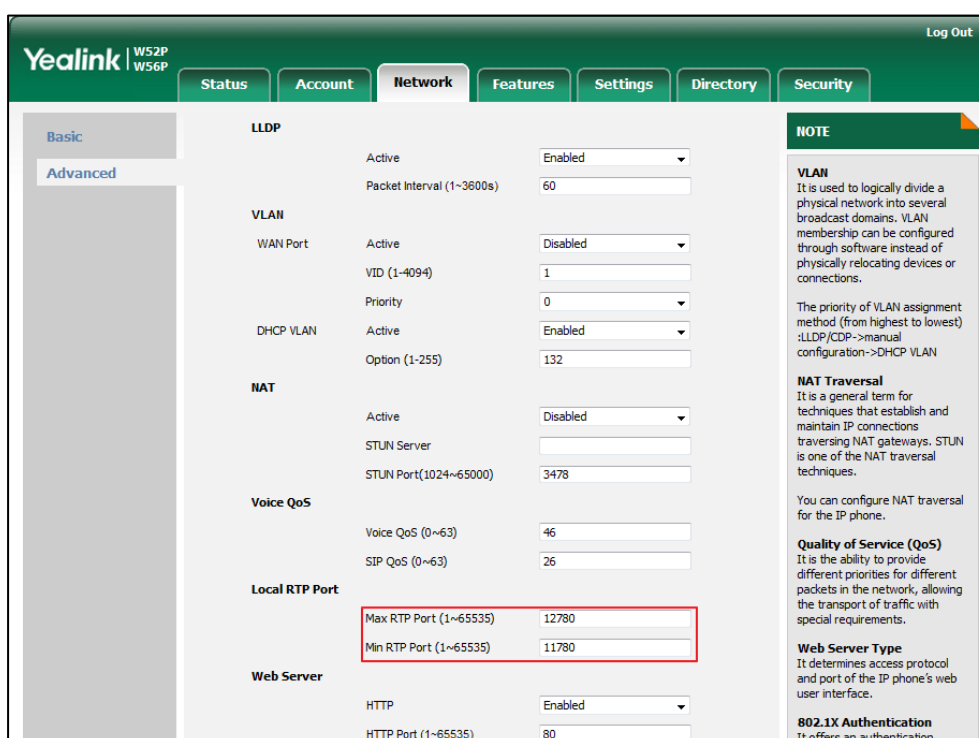 Log Out
Yealink W52P W56P
Status Account Network Features Settings Directory Security
Basic
Advanced
LLDP
Active Enabled
Packet Interval (1~3600s) 60
VLAN
WAN Port Active Disabled
VID (1-4094) 1
Priority 0
DHCP VLAN Active Enabled
Option (1-255) 132
NAT
Active Disabled
STUN Server
STUN Port(1024~65000) 3478
Voice QoS
Voice QoS (0~63) 46
SIP QoS (0~63) 26
Local RTP Port
Max RTP Port (1~65535) 12780
Min RTP Port (1~65535) 11780
Web Server
HTTP Enabled
HTTP Port (1~65535) 80
NOTE
VLAN
It is used to logically divide a
physical network into several
broadcast domains. VLAN
membership can be configured
through software instead of
physically relocating devices or
connections.
The priority of VLAN assignment
method (from highest to lowest)
:LLDP/CDP->manual
configuration->DHCP VLAN
NAT Traversal
It is a general term for
techniques that establish and
maintain IP connections
traversing NAT gateways. STUN
is one of the NAT traversal
techniques.
You can configure NAT traversal
for the IP phone.
Quality of Service (QoS)
It is the ability to provide
different priorities for different
packets in the network, allowing
the transport of traffic with
special requirements.
Web Server Type
It determines access protocol
and port of the IP phone's web
user interface.
802.1X Authentication
It offers an authentication